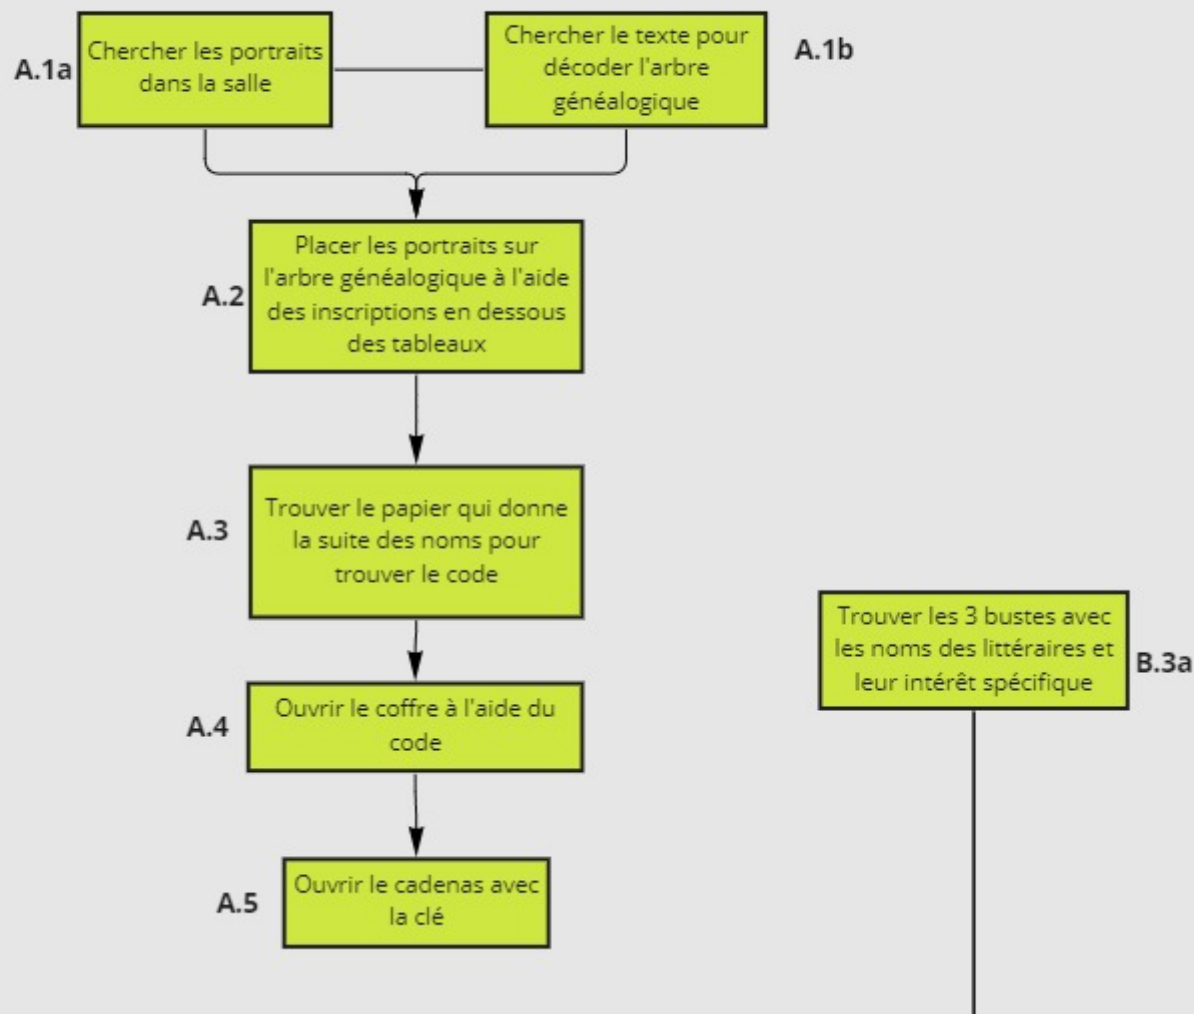 A.1a
Chercher les portraits
dans la salle
Chercher le texte pour
décoder l'arbre
généalogique
A.1b
A.2
Placer les portraits sur
l'arbre généalogique à l'aide
des inscriptions en dessous
des tableaux
A.3
Trouver le papier qui donne
la suite des noms pour
trouver le code
Trouver les 3 bustes avec
les noms des littéraires et
leur intérêt spécifique
B.3a
A.4
Ouvrir le coffre à l'aide du
code
A.5
Ouvrir le cadenas avec
la clé